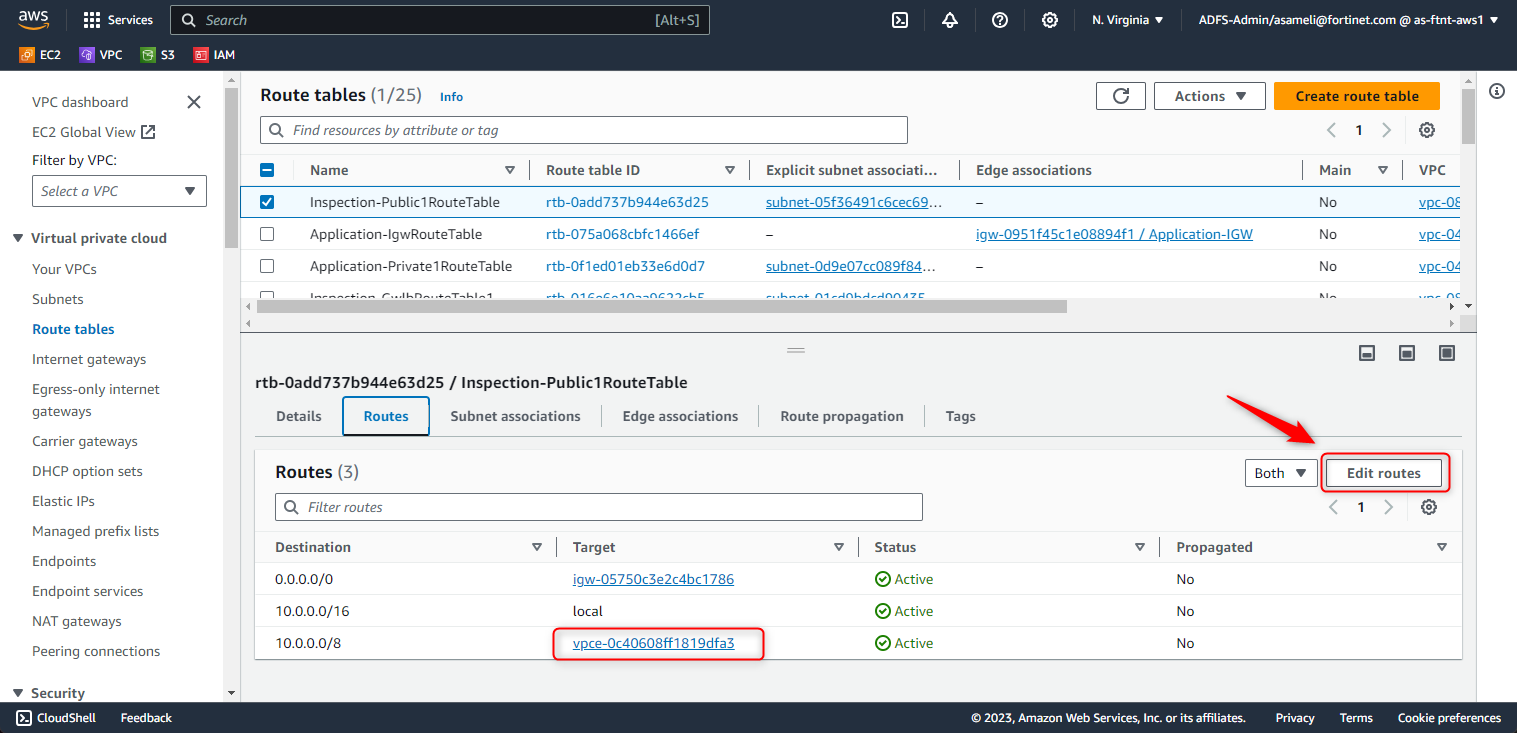 aws Services Search [Alt+S] N. Virginia ADFS-Admin/asameli@fortinet.com @ as-ftnt-aws1
EC2 VPC S3 IAM
VPC dashboard
EC2 Global View
Filter by VPC:
Select a VPC
Virtual private cloud
Your VPCs
Subnets
Route tables
Internet gateways
Egress-only internet
gateways
Carrier gateways
DHCP option sets
Elastic IPs
Managed prefix lists
Endpoints
Endpoint services
NAT gateways
Peering connections
Security
Route tables (1/25) Info Actions Create route table
Find resources by attribute or tag 1
Name Route table ID Explicit subnet associati... Edge associations Main VPC
Inspection-Public1RouteTable rtb-0add737b944e63d25 subnet-05f36491c6cec69... – No vpc-08
Application-IgwRouteTable rtb-075a068cbfc1466ef – igw-0951f45c1e08894f1 / Application-IGW No vpc-04
Application-Private1RouteTable rtb-0f1ed01eb33e6d0d7 subnet-0d9e07cc089f84... – No vpc-04
Inspection-GwlbRouteTable1 No
rtb-0add737b944e63d25 / Inspection-Public1RouteTable
Details Routes Subnet associations Edge associations Route propagation Tags
Routes (3) Both Edit routes
Filter routes 1
Destination Target Status Propagated
0.0.0.0/0 igw-05750c3e2c4bc1786 Active No
10.0.0.0/16 local Active No
10.0.0.0/8 vpce-0c40608ff1819dfa3 Active No
CloudShell Feedback © 2023, Amazon Web Services, Inc. or its affiliates. Privacy Terms Cookie preferences